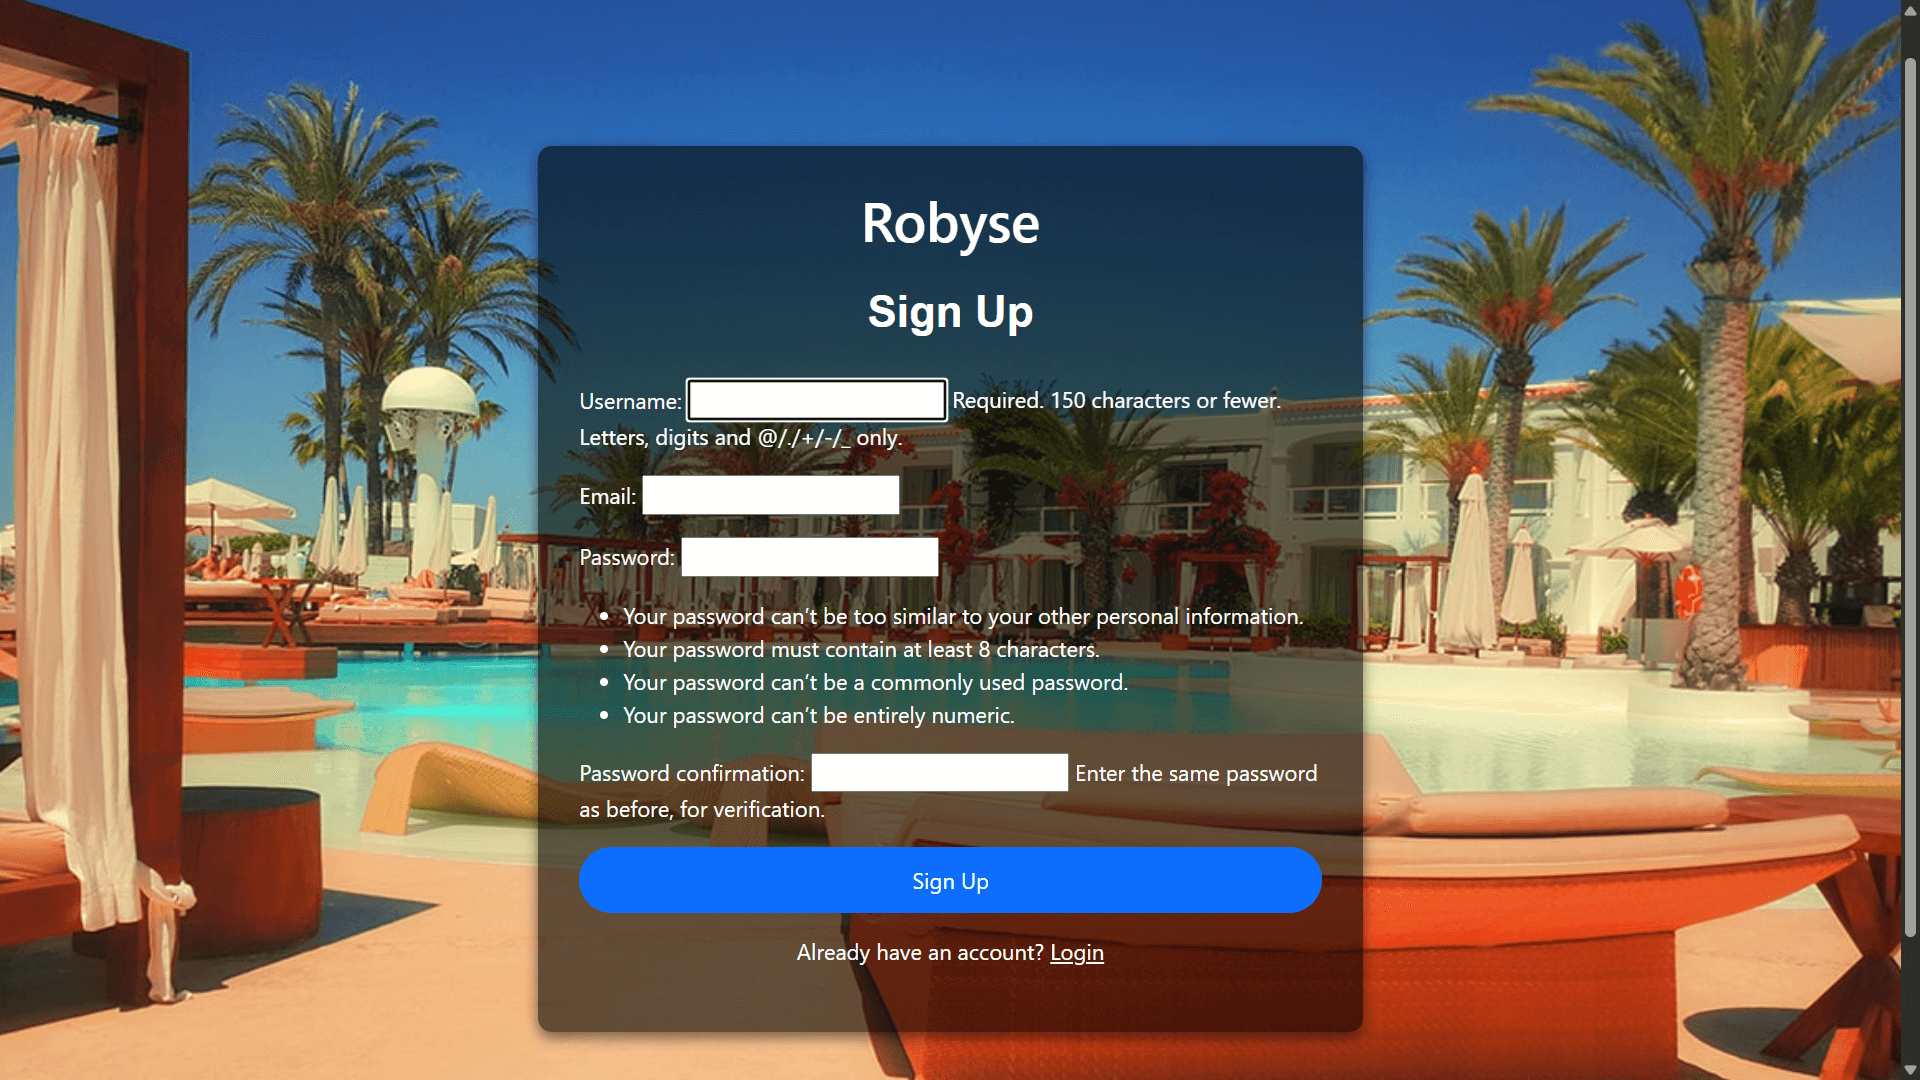 Robyse
Sign Up
Username: Required. 150 characters or fewer.
Letters, digits and @/./+/-/_ only.
Email:
Password:
• Your password can’t be too similar to your other personal information.
• Your password must contain at least 8 characters.
• Your password can’t be a commonly used password.
• Your password can’t be entirely numeric.
Password confirmation: Enter the same password
as before, for verification.
Sign Up
Already have an account? Login